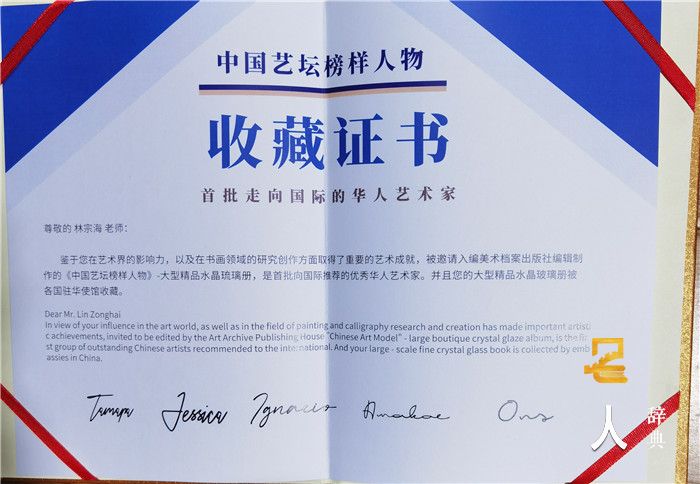 中国艺坛榜样人物
收藏证书
首批走向国际的华人艺术家
尊敬的 林宗海 老师：
鉴于您在艺术界的影响力，以及在书画领域的研究创作方面取得了重要的艺术成就，被邀请入编美术档案出版社编辑制
作的《中国艺坛榜样人物》-大型精品水晶琉璃册，是首批向国际推荐的优秀华人艺术家。并且您的大型精品水晶玻璃册被
各国驻华使馆收藏。
Dear Mr. Lin Zonghai
In view of your influence in the art world, as well as in the field of painting and calligraphy research and creation has made important artisti
c achievements, invited to be edited by the Art Archive Publishing House "Chinese Art Model" - large boutique crystal glaze album, is the fir
st group of outstanding Chinese artists recommended to the international. And your large - scale fine crystal glass book is collected by emb
assies in China.
Jessica Ignacio
名人辞典